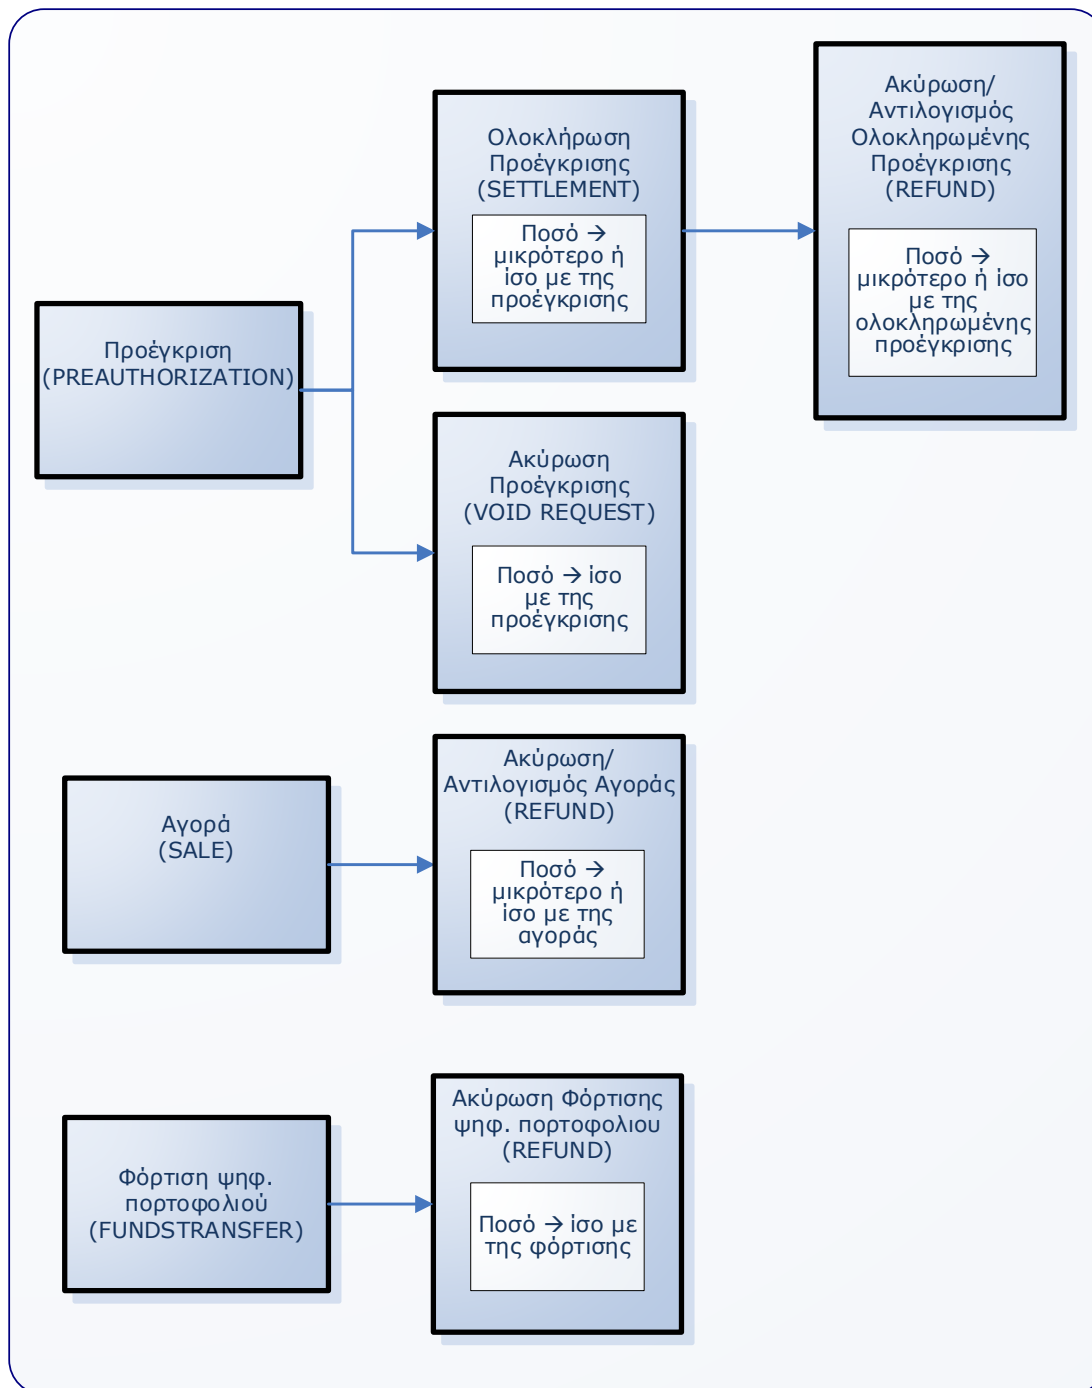 Προέγκριση
(PREAUTHORIZATION)
Ολοκλήρωση
Προέγκρισης
(SETTLEMENT)
Ποσό →
μικρότερο ή
ίσο με της
προέγκρισης
Ακύρωση/
Αντιλογισμός
Ολοκληρωμένης
Προέγκρισης
(REFUND)
Ποσό →
μικρότερο ή ίσο
με της
ολοκληρωμένης
προέγκρισης
Ακύρωση
Προέγκρισης
(VOID REQUEST)
Ποσό → ίσο
με της
προέγκρισης
Αγορά
(SALE)
Ακύρωση/
Αντιλογισμός Αγοράς
(REFUND)
Ποσό →
μικρότερο ή
ίσο με της
αγοράς
Φόρτιση ψηφ.
πορτοφολιού
(FUNDSTRANSFER)
Ακύρωση Φόρτισης
ψηφ. πορτοφολιου
(REFUND)
Ποσό → ίσο με
της φόρτισης